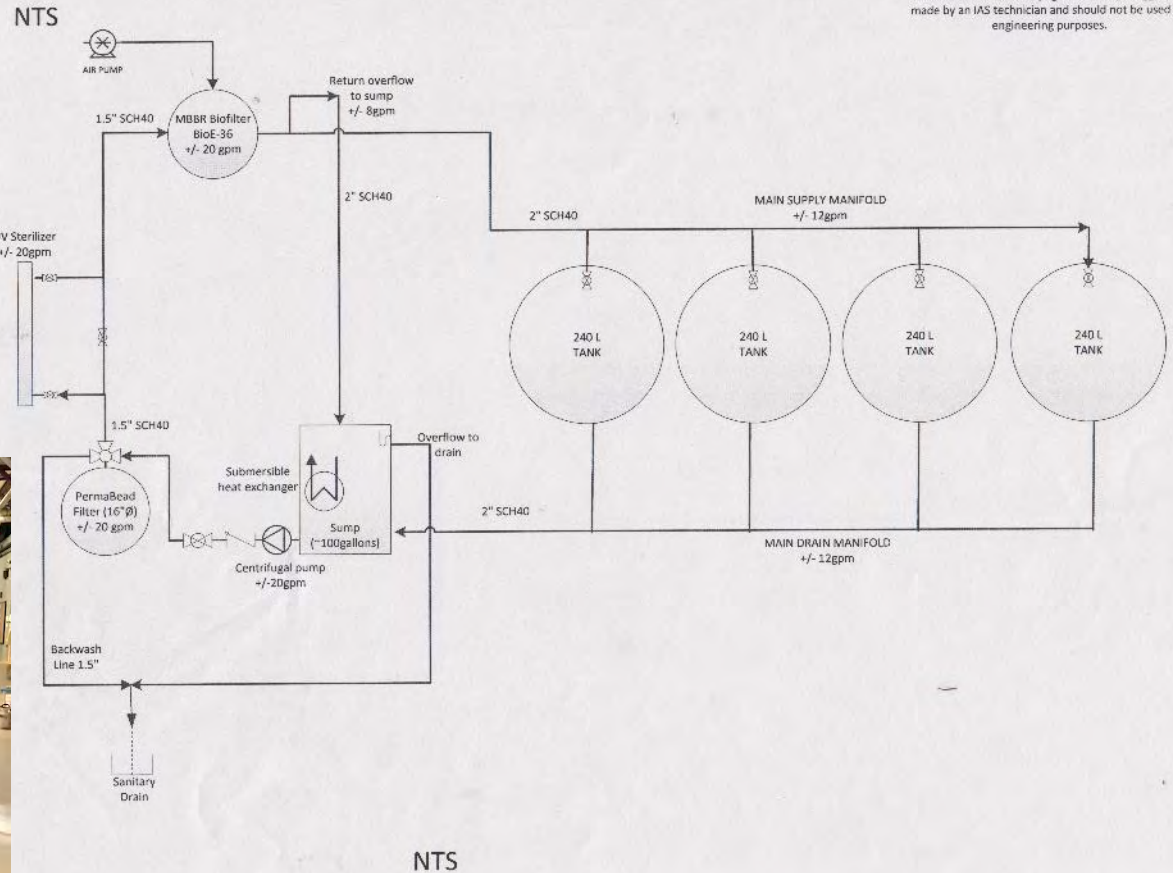 NTS
made by an IAS technician and should not be used
engineering purposes.
AIR PUMP
Return overflow
to sump
+/- 8gpm
1.5" SCH40
MBBR Biofilter
BioE-36
+/- 20 gpm
2" SCH40
MAIN SUPPLY MANIFOLD
+/- 12gpm
2" SCH40
V Sterilizer
+/- 20gpm
240 L
TANK
240 L
TANK
240 L
TANK
240 L
TANK
1.5" SCH40
Overflow to
drain
Submersible
heat exchanger
PermaBead
Filter (16"Ø)
+/- 20 gpm
2" SCH40
Sump
(~100gallons)
MAIN DRAIN MANIFOLD
+/- 12gpm
Centrifugal pump
+/-20gpm
Backwash
Line 1.5"
Sanitary
Drain
NTS